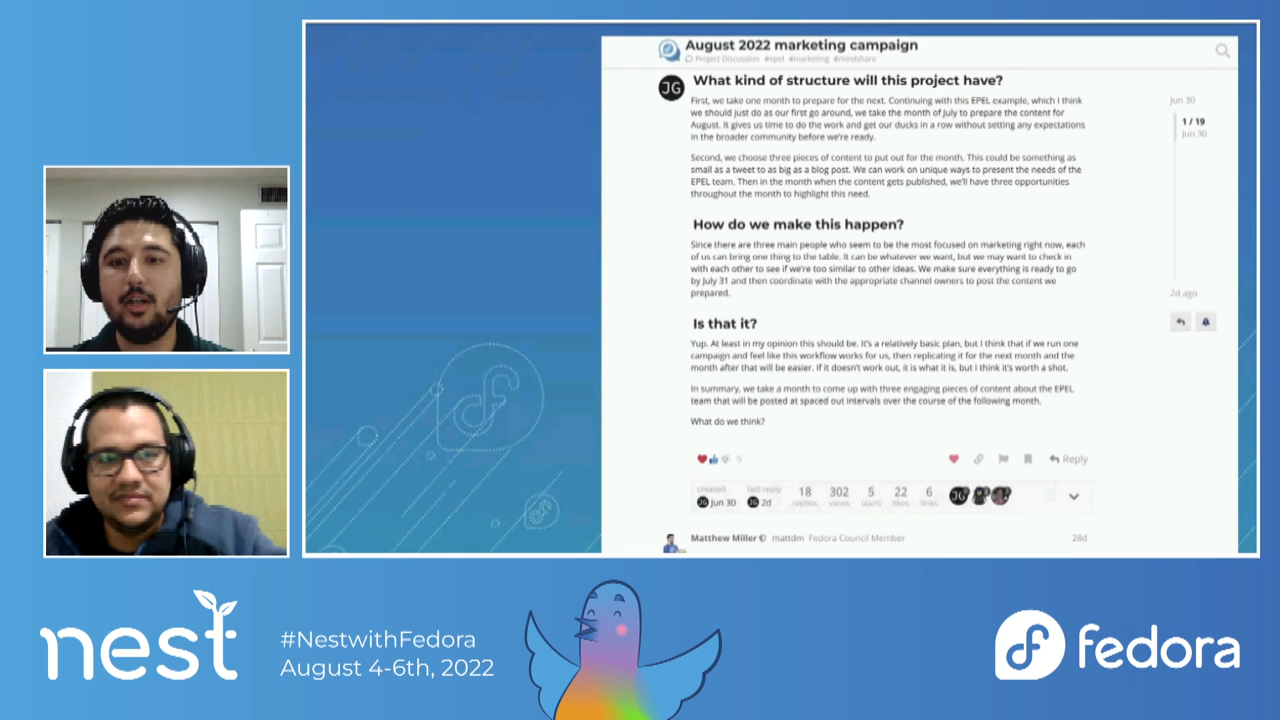 August 2022 marketing campaign
Project Discussion #epel #marketing #mindshare
JG
What kind of structure will this project have?
First, we take one month to prepare for the next. Continuing with this EPEL example, which I think
we should just do as our first go around, we take the month of July to prepare the content for
August. It gives us time to do the work and get our ducks in a row without setting any expectations
in the broader community before we're ready.
Second, we choose three pieces of content to put out for the month. This could be something as
small as a tweet to as big as a blog post. We can work on unique ways to present the needs of the
EPEL team. Then in the month when the content gets published, we'll have three opportunities
throughout the month to highlight this need.
How do we make this happen?
Since there are three main people who seem to be the most focused on marketing right now, each
of us can bring one thing to the table. It can be whatever we want, but we may want to check in
with each other to see if we're too similar to other ideas. We make sure everything is ready to go
by July 31 and then coordinate with the appropriate channel owners to post the content we
prepared.
Is that it?
Yup. At least in my opinion this should be. It's a relatively basic plan, but I think that if we run one
campaign and feel like this workflow works for us, then replicating it for the next month and the
month after that will be easier. If it doesn't work out, it is what it is, but I think it's worth a shot.
In summary, we take a month to come up with three engaging pieces of content about the EPEL
team that will be posted at spaced out intervals over the course of the following month.
What do we think?
9
Reply
created
JG Jun 30
last reply
JG 2d
18
replies
302
views
5
users
22
likes
6
links
JG
Matthew Miller mattdm Fedora Council Member
28d
Jun 30
1 / 19
Jun 30
2d ago
nest
#NestwithFedora
August 4-6th, 2022
fedora